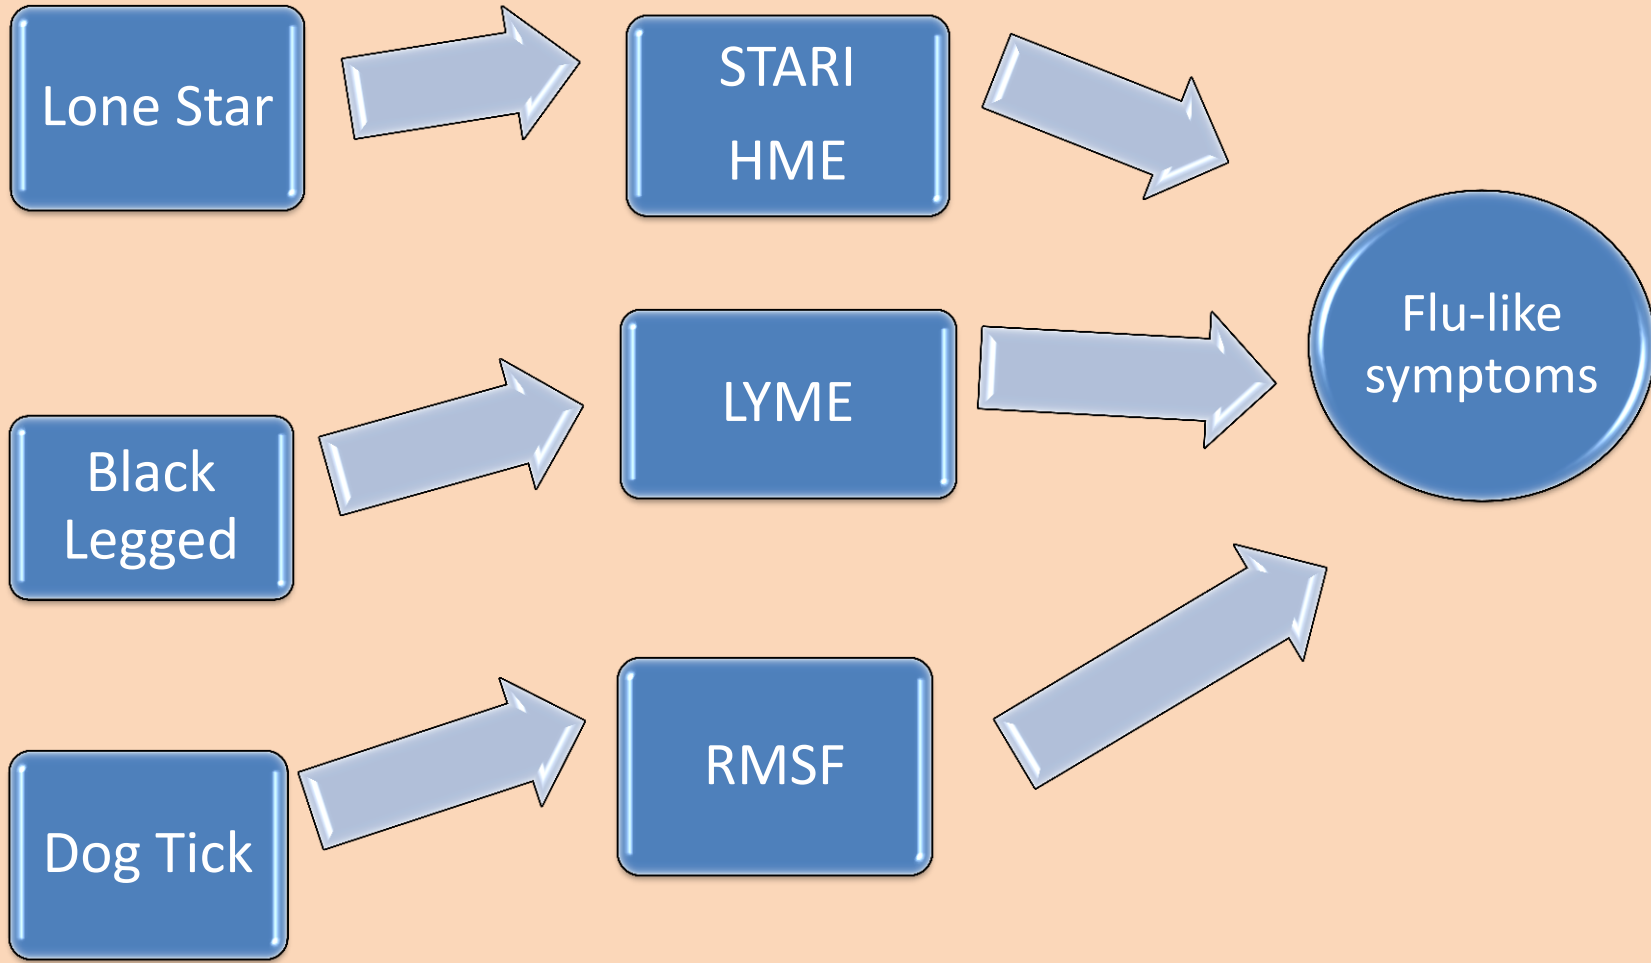 Lone Star
STARI
HME
Flu-like
symptoms
LYME
Black
Legged
RMSF
Dog Tick